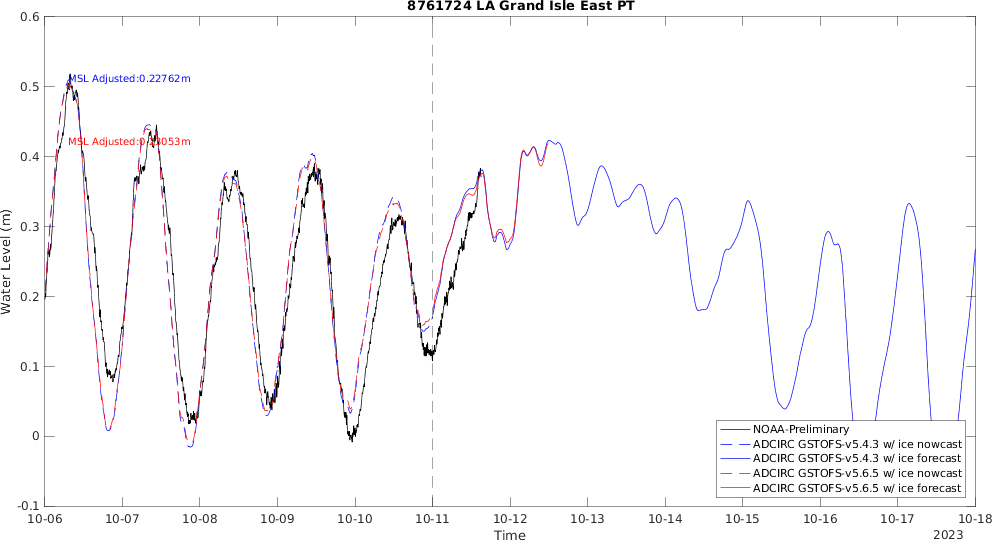 8761724 LA Grand Isle East PT
0.6
0.5
0.4
0.3
0.2
0.1
0
-0.1
Water Level (m)
MSL Adjusted:0.22762m
MSL Adjusted:
NOAA-Preliminary
ADCIRC GSTOFS-v5.4.3 w/ ice nowcast
ADCIRC GSTOFS-v5.4.3 w/ ice forecast
ADCIRC GSTOFS-v5.6.5 w/ ice nowcast
ADCIRC GSTOFS-v5.6.5 w/ ice forecast
10-06 10-07 10-08 10-09 10-10 10-11 10-12 10-13 10-14 10-15 10-16 10-17 10-18
Time
2023